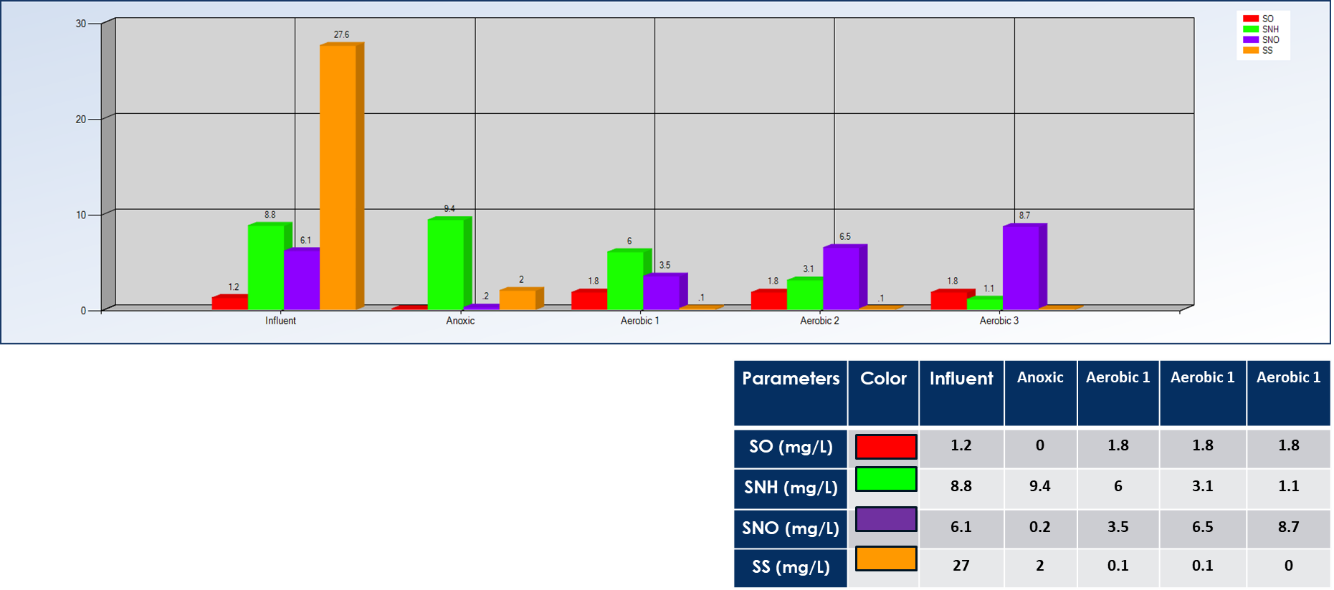 30
20
10
0
SO
SNH
SNO
SS
1.2
8.8
6.1
27.6
9.4
.2
2
1.8
6
3.5
.1
1.8
3.1
6.5
.1
1.8
1.1
8.7
Influent Anoxic Aerobic 1 Aerobic 2 Aerobic 3
Parameters Color Influent Anoxic Aerobic 1 Aerobic 1 Aerobic 1
SO (mg/L) 1.2 0 1.8 1.8 1.8
SNH (mg/L) 8.8 9.4 6 3.1 1.1
SNO (mg/L) 6.1 0.2 3.5 6.5 8.7
SS (mg/L) 27 2 0.1 0.1 0